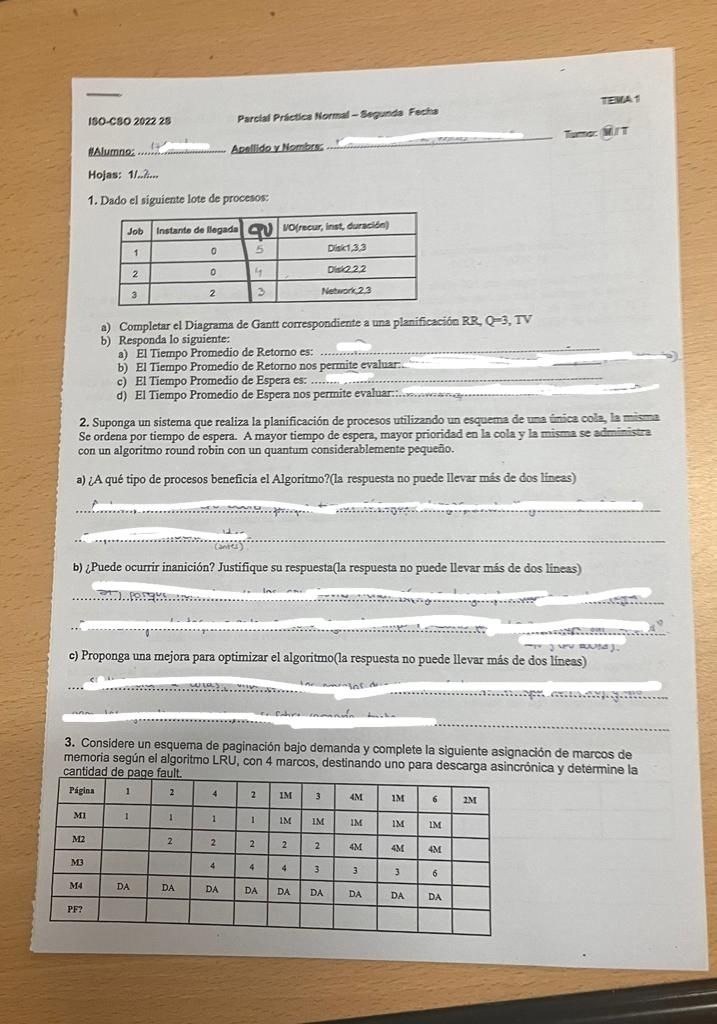 TEMA 1
ISO-CSO 2022 2S Parcial Práctica Normal – Segunda Fecha
#Alumno: Apellido y Nombre: Turno: M/T
Hojas: 1/..2....
1. Dado el siguiente lote de procesos:
Job Instante de llegada CPU I/O(recur, inst, duración)
1 0 5 Disk1,3,3
2 0 4 Disk2,2,2
3 2 3 Network,2,3
a) Completar el Diagrama de Gantt correspondiente a una planificación RR, Q=3, TV
b) Responda lo siguiente:
a) El Tiempo Promedio de Retorno es:
b) El Tiempo Promedio de Retorno nos permite evaluar:
c) El Tiempo Promedio de Espera es:
d) El Tiempo Promedio de Espera nos permite evaluar:
2. Suponga un sistema que realiza la planificación de procesos utilizando un esquema de una única cola, la misma
Se ordena por tiempo de espera. A mayor tiempo de espera, mayor prioridad en la cola y la misma se administra
con un algoritmo round robin con un quantum considerablemente pequeño.
a) ¿A qué tipo de procesos beneficia el Algoritmo?(la respuesta no puede llevar más de dos líneas)
(antes)
b) ¿Puede ocurrir inanición? Justifique su respuesta(la respuesta no puede llevar más de dos líneas)
porque
c) Proponga una mejora para optimizar el algoritmo(la respuesta no puede llevar más de dos líneas)
3. Considere un esquema de paginación bajo demanda y complete la siguiente asignación de marcos de
memoria según el algoritmo LRU, con 4 marcos, destinando uno para descarga asincrónica y determine la
cantidad de page fault.
Página 1 2 4 2 1M 3 4M 1M 6 2M
M1 1 1 1 1 1M 1M 1M 1M 1M
M2 2 2 2 2 2 4M 4M 4M
M3 4 4 4 3 3 3 6
M4 DA DA DA DA DA DA DA DA DA
PF?